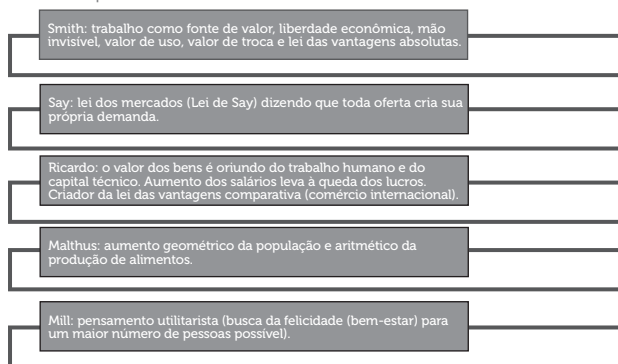 Smith: trabalho como fonte de valor, liberdade econômica, mão
invisível, valor de uso, valor de troca e lei das vantagens absolutas.
Say: lei dos mercados (Lei de Say) dizendo que toda oferta cria sua
própria demanda.
Ricardo: o valor dos bens é oriundo do trabalho humano e do
capital técnico. Aumento dos salários leva à queda dos lucros.
Criador da lei das vantagens comparativa (comércio internacional).
Malthus: aumento geométrico da população e aritmético da
produção de alimentos.
Mill: pensamento utilitarista (busca da felicidade (bem-estar) para
um maior número de pessoas possível).